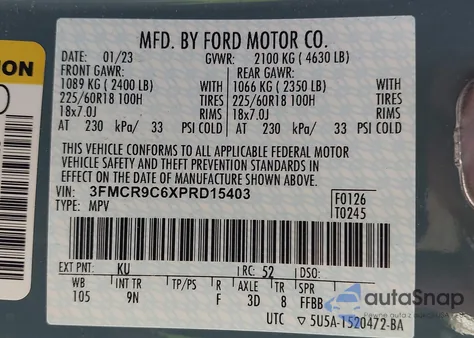 MFD. BY FORD MOTOR CO.
DATE: 01/23 GVWR: 2100 KG ( 4630 LB)
FRONT GAWR: REAR GAWR:
1089 KG ( 2400 LB) WITH 1066 KG ( 2350 LB) WITH
225/60R18 100H TIRES 225/60R18 100H TIRES
18x7.0J RIMS 18x7.0J RIMS
AT 230 kPa/ 33 PSI COLD AT 230 kPa/ 33 PSI COLD
THIS VEHICLE CONFORMS TO ALL APPLICABLE FEDERAL MOTOR
VEHICLE SAFETY AND THEFT PREVENTION STANDARDS IN EFFECT ON THE
DATE OF MANUFACTURE SHOWN ABOVE.
VIN: 3FMCR9C6XPRD15403 F0126
TYPE: MPV T0245
EXT PNT: KU RC: 52 DSO:
WB INT TR TP/PS R AXLE TR SPR
105 9N F 3D 8 FFBB
UTC ▽ 5U5A-1520472-BA
ION
autoSnap
Pewne auto z USA